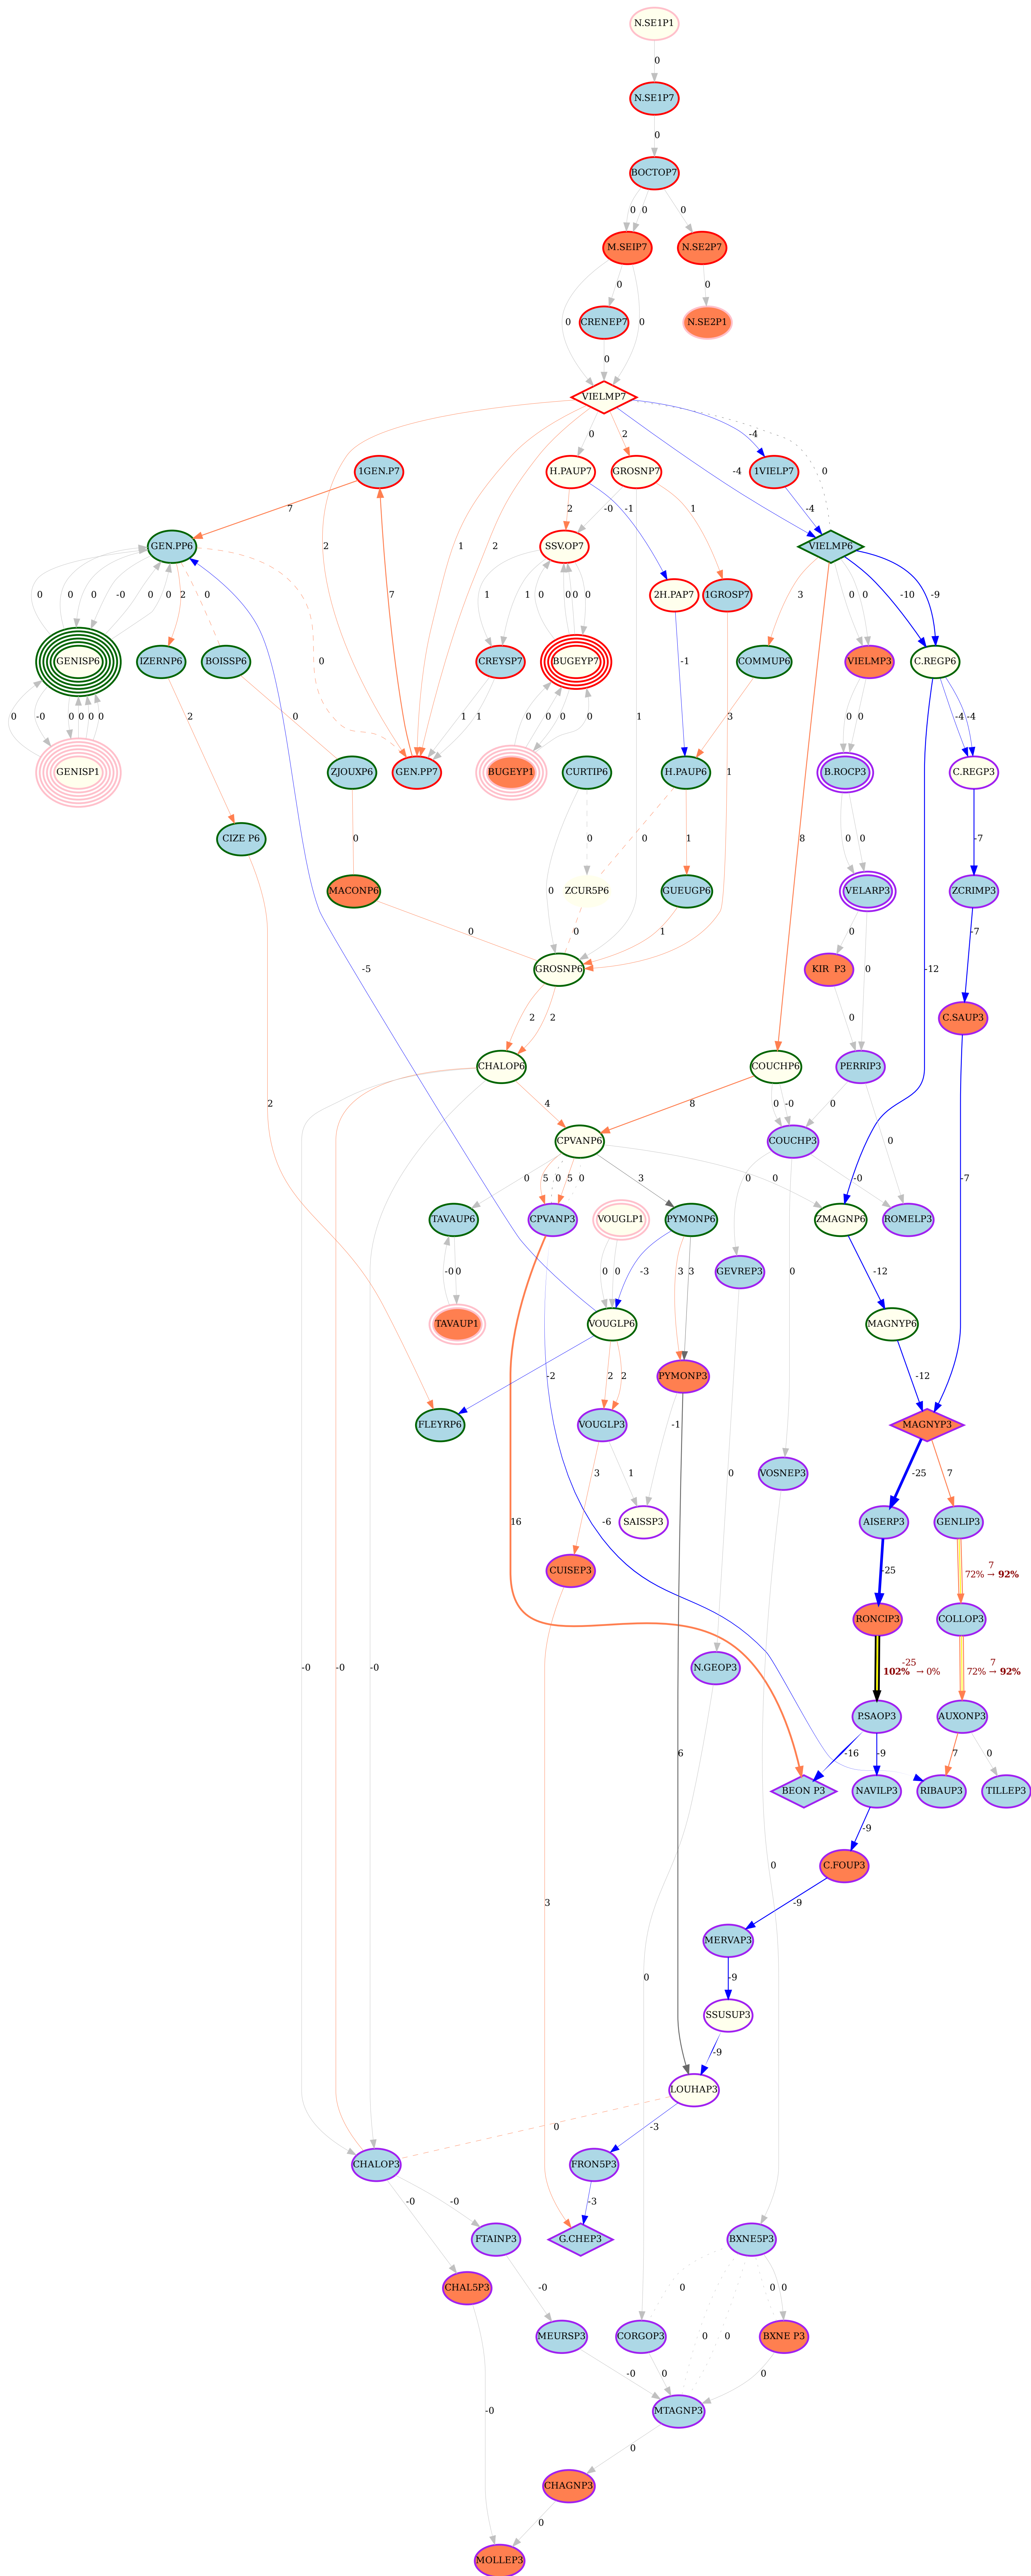 N.SE1P1
0
N.SE1P7
0
BOCTOP7
0 0 0
M.SEIP7 N.SE2P7
0 0
N.SE2P1
CRENEP7
0 0
0
VIELMP7
0 2 -4
1GEN.P7 H.PAUP7 GROSNP7 -4 0 1VIELP7
7 2 -0 -1 1 -4
GEN.PP6 2 1 2 SSV.OP7 VIELMP6
7 2H.PAP7 1GROSP7
0 0 0 -0 0 0 2 0 1 1 0 0 0 0 3 0 0 -10 -9
GENISP6 IZERNP6 BOISSP6 0 CREYSP7 BUGEYP7 -1 COMMUP6 VIELMP3 C.REGP6
0 -0 0 0 0 0 2 0 1 1 0 0 0 0 1 3 0 0 -4 -4
GENISP1 ZJOUXP6 GEN.PP7 BUGEYP1 CURTIP6 H.PAUP6 1 B.ROCP3 C.REGP3
CIZE P6 0 0 0 1 8 0 0 -7
MACONP6 0 ZCUR5P6 GUEUGP6 VELARP3 ZCRIMP3
0 0 1 0 -7
GROSNP6 0 -12 KIR P3
2 2 0 C.SAUP3
CHALOP6 COUCHP6 PERRIP3
2 4 8 0 -0 0
CPVANP6 COUCHP3 0
-5 0 5 0 5 0 3 0 0 -0 -7
TAVAUP6 CPVANP3 VOUGLP1 PYMONP6 ZMAGNP6 ROMELP3
-0 0 0 0 -3 3 3 GEVREP3 0 -12
TAVAUP1 VOUGLP6 MAGNYP6
-2 2 2 PYMONP3 -12
FLEYRP6 VOUGLP3 MAGNYP3
3 1 -1 0 VOSNEP3 -25 7
16 -6 SAISSP3 AISERP3 GENLIP3
CUISEP3 -25 7
72% → 92%
RONCIP3 COLLOP3
-0 -0 -0 N.GEOP3 -25 7
102% → 0% 72% → 92%
P.SAOP3 AUXONP3
6 -16 -9 7 0
BEON P3 NAVILP3 RIBAUP3 TILLEP3
-9
0 C.FOUP3
3 -9
MERVAP3
0 -9
SSUSUP3
-9
LOUHAP3
0 -3
CHALOP3 FRON5P3
-0 -0 -3
FTAINP3 G.CHEP3 BXNE5P3
CHAL5P3 -0 0 0 0
MEURSP3 CORGOP3 0 0 BXNE P3
-0 0 0
-0 MTAGNP3
0
CHAGNP3
0
MOLLEP3